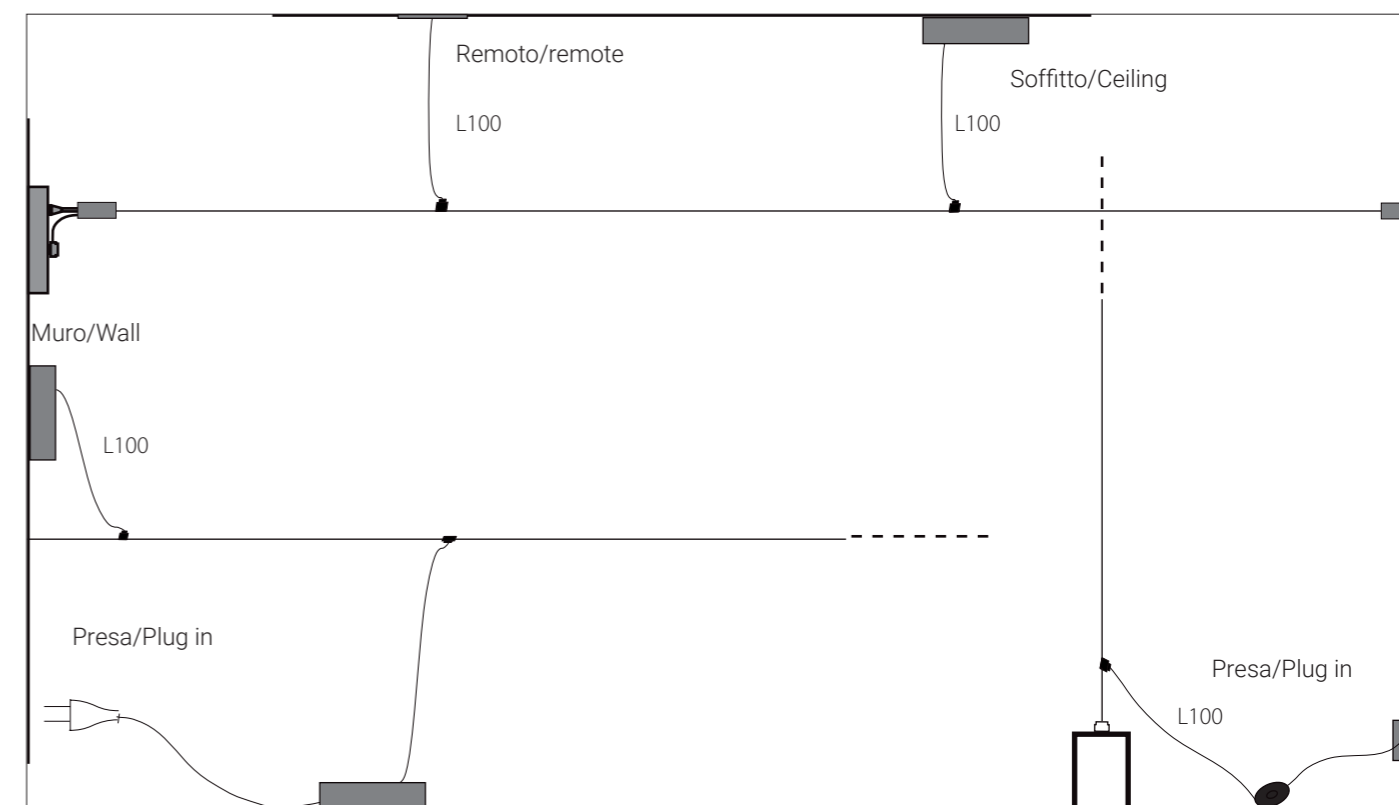 Remoto/remote
Soffitto/Ceiling
L100
L100
Muro/Wall
L100
Presa/Plug in
Presa/Plug in
L100